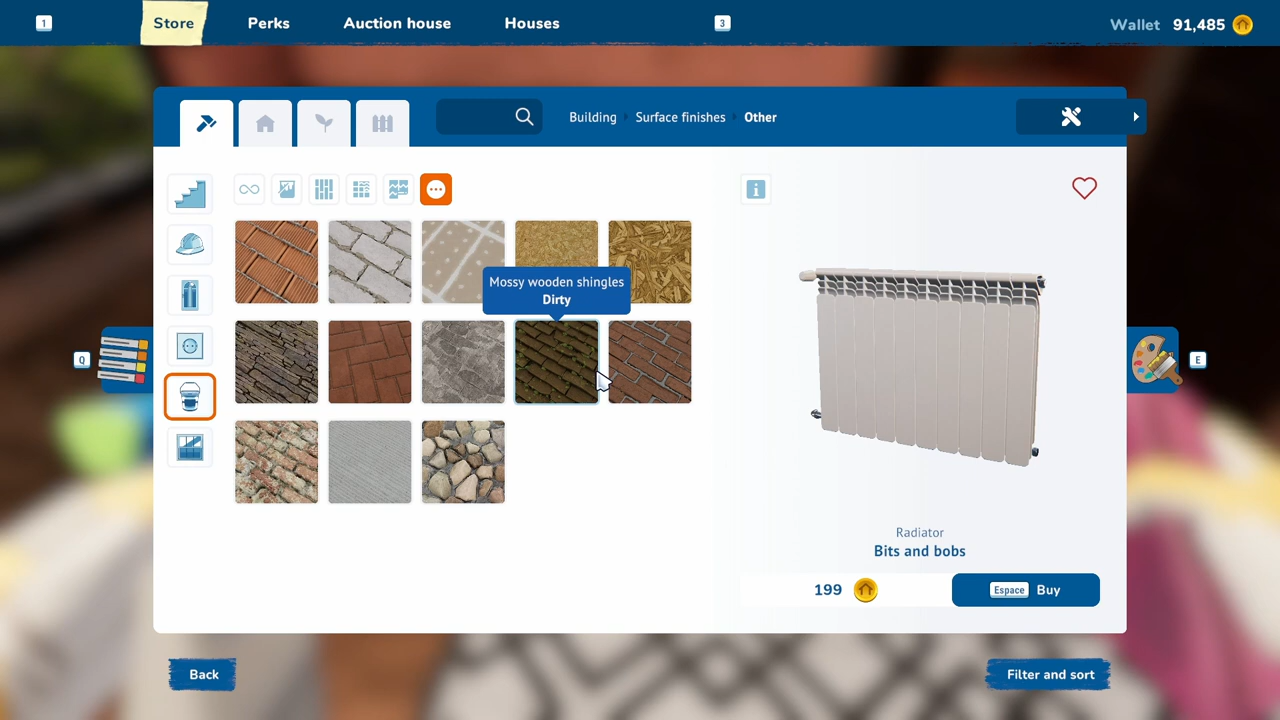 1
Store
Perks
Auction house
Houses
3
Wallet 91,485
Building
Surface finishes
Other
Mossy wooden shingles
Dirty
Q
E
Radiator
Bits and bobs
199
Espace Buy
Back
Filter and sort